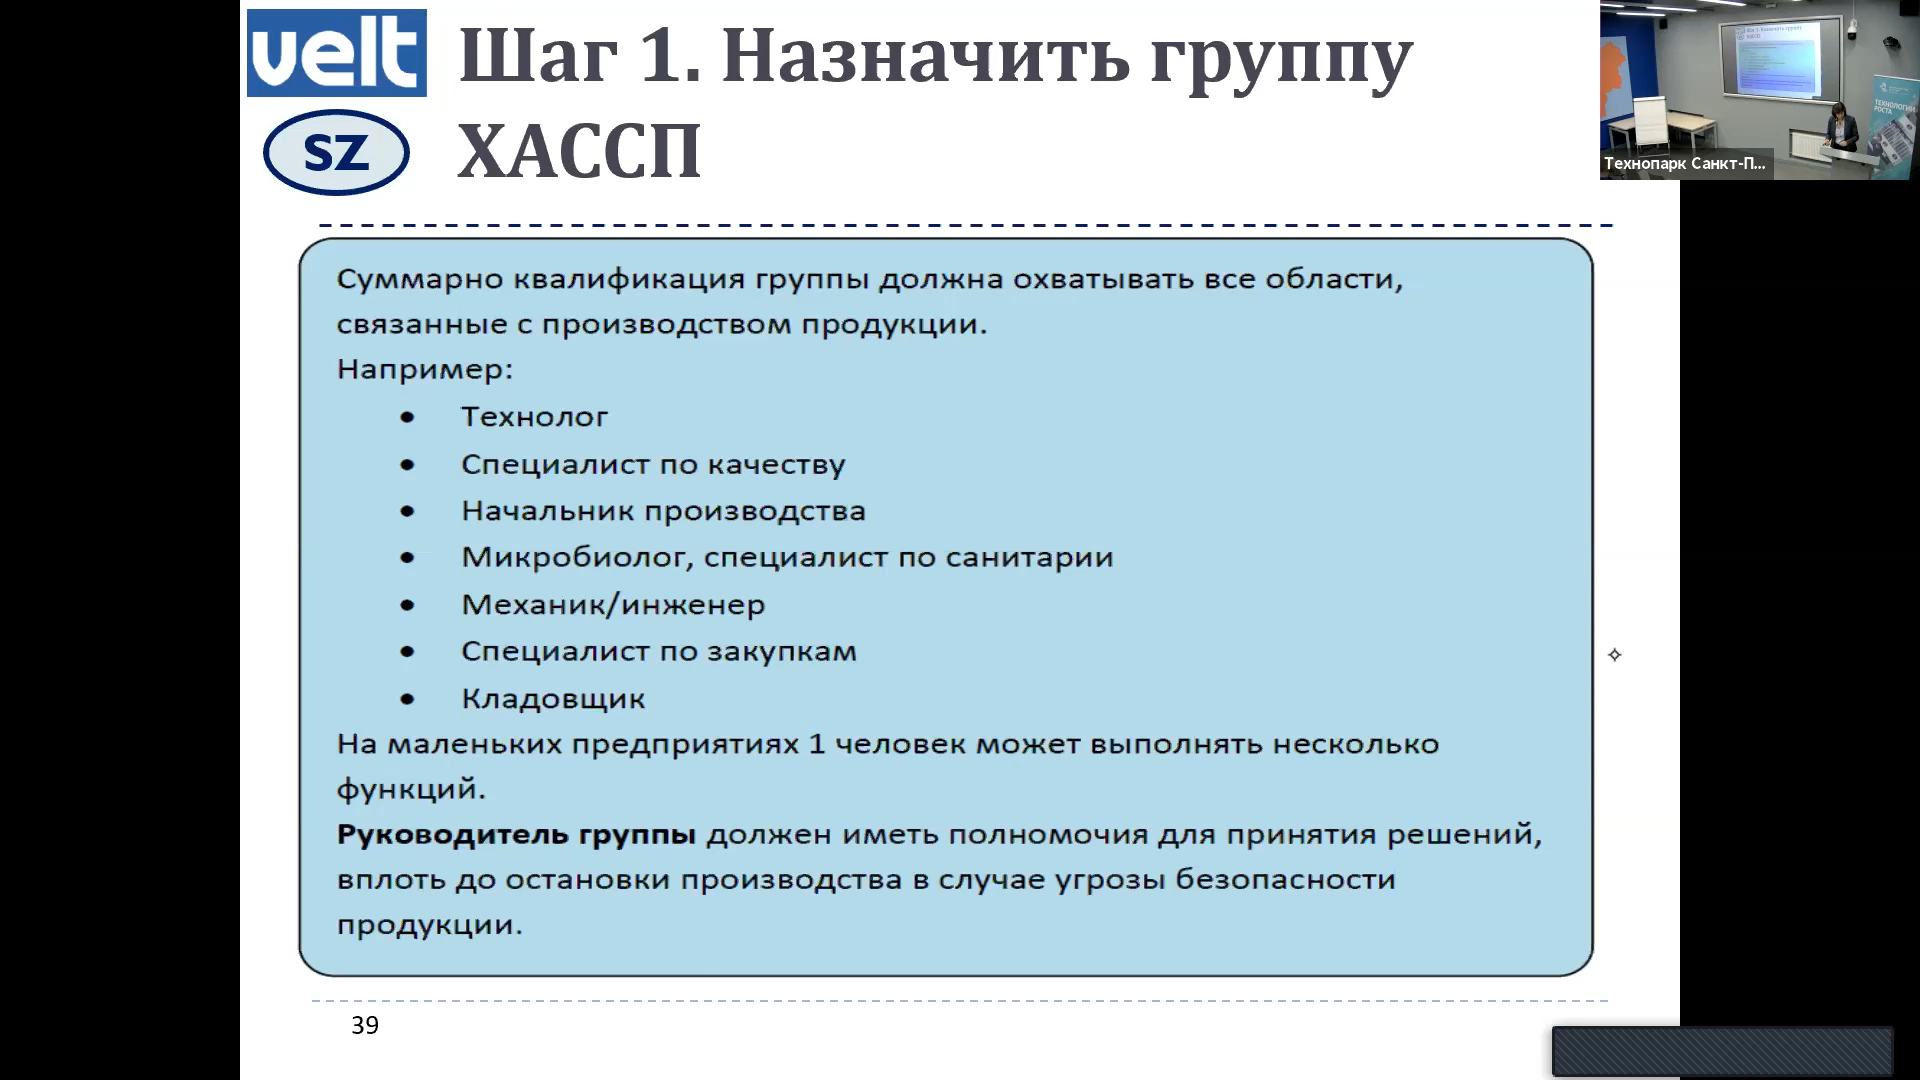 velt
SZ
Шаг 1. Назначить группу
ХАССП
Технопарк Санкт-П...
ТЕХНОЛОГИИ
РОСТА
Суммарно квалификация группы должна охватывать все области,
связанные с производством продукции.
Например:
• Технолог
• Специалист по качеству
• Начальник производства
• Микробиолог, специалист по санитарии
• Механик/инженер
• Специалист по закупкам
• Кладовщик
На маленьких предприятиях 1 человек может выполнять несколько
функций.
Руководитель группы должен иметь полномочия для принятия решений,
вплоть до остановки производства в случае угрозы безопасности
продукции.
39